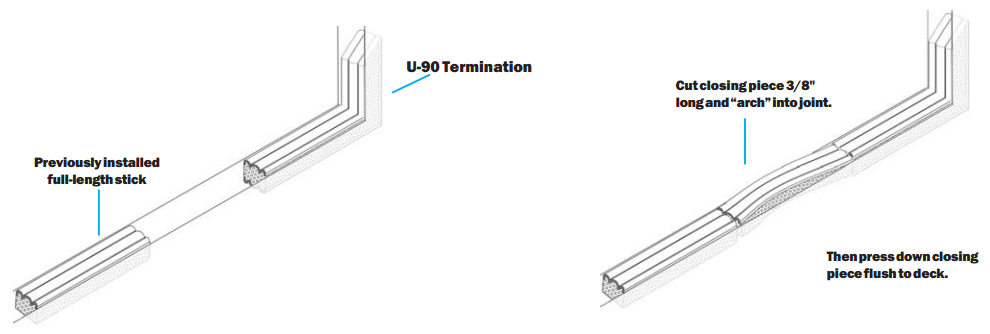 U-90 Termination
Previously installed
full-length stick
Cut closing piece 3/8"
long and “arch” into joint.
Then press down closing
piece flush to deck.